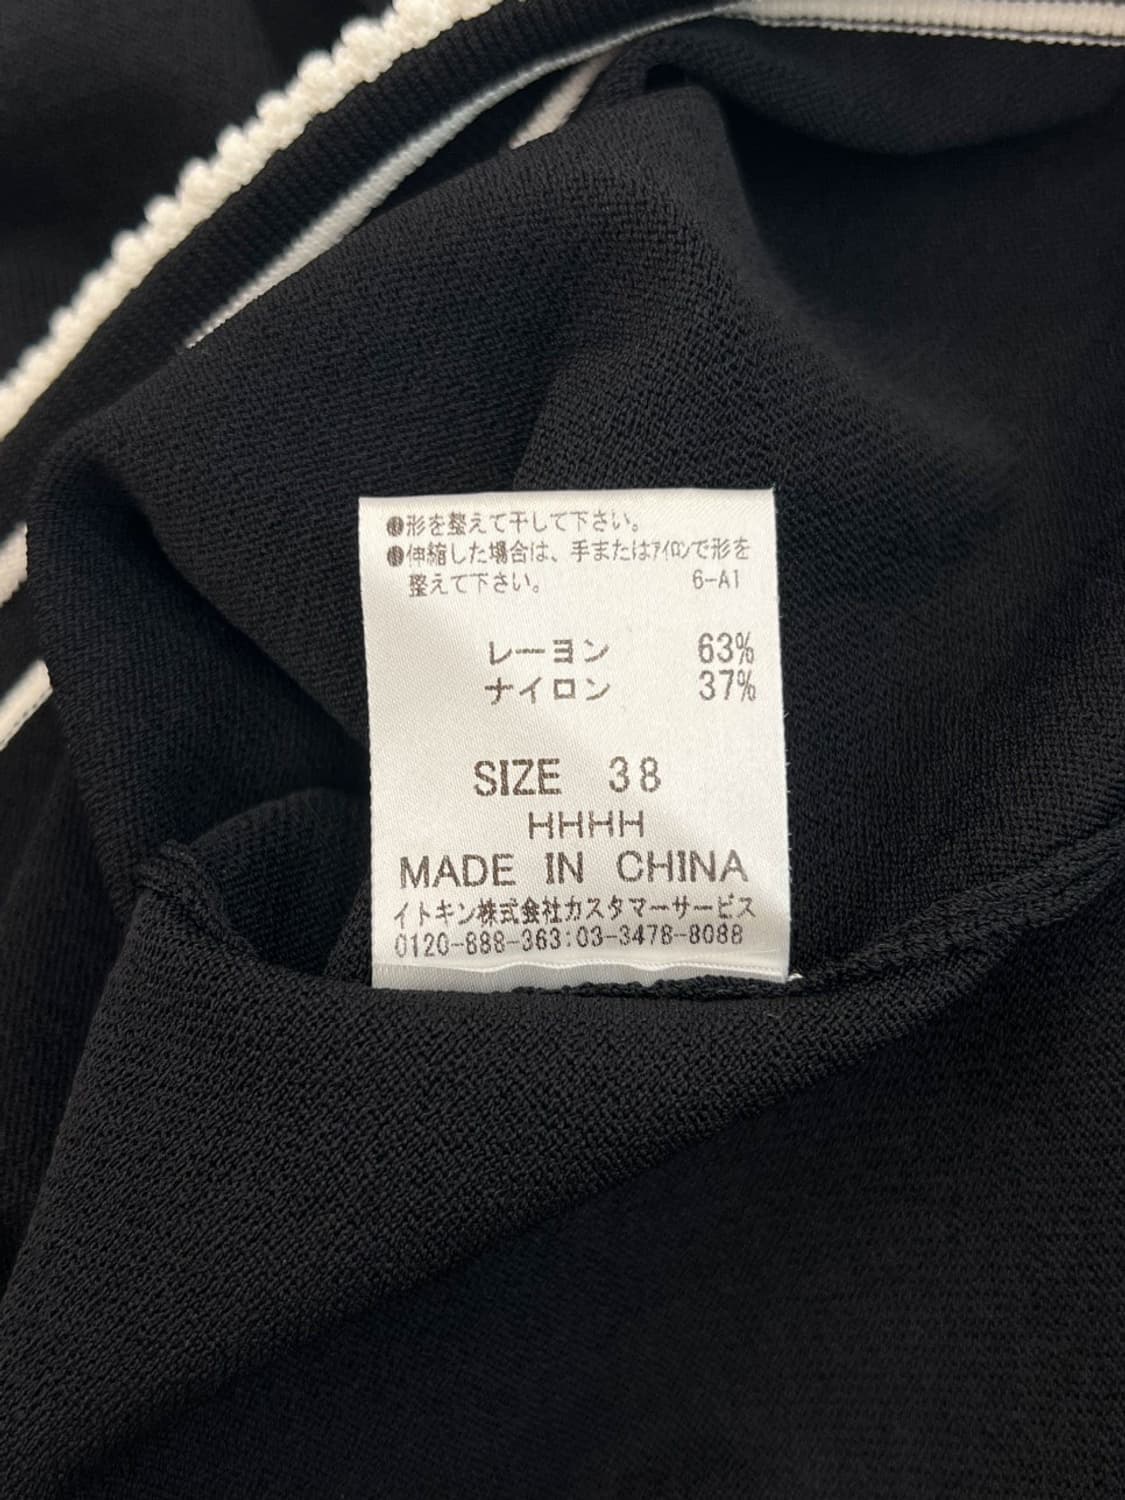 ●形を整えて干して下さい。
●伸縮した場合は、手またはアイロンで形を
整えて下さい。 6-A1
レーヨン 63%
ナイロン 37%
SIZE 38
HHHH
MADE IN CHINA
イトキン株式会社カスタマーサービス
0120-888-363:03-3478-8088